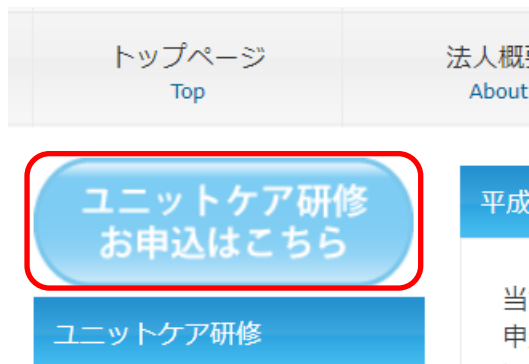 トップページ
Top
法人概要
About
ユニットケア研修
お申込はこちら
平成
ユニットケア研修
当
申